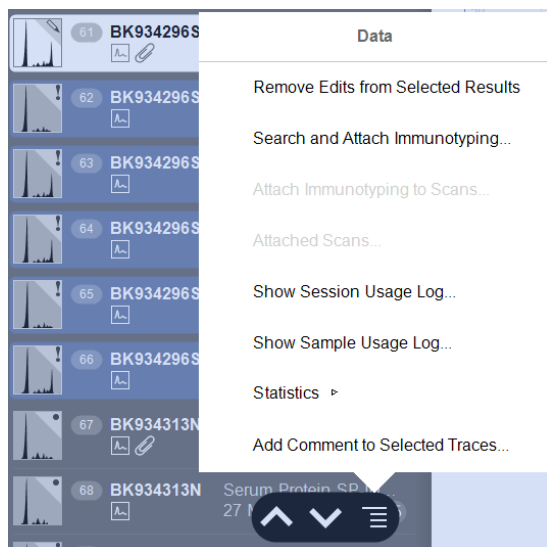 61 BK934296S
Data
62 BK934296S
Remove Edits from Selected Results
63 BK934296S
Search and Attach Immunotyping...
Attach Immunotyping to Scans...
64 BK934296S
Attached Scans...
65 BK934296S
Show Session Usage Log...
66 BK934296S
Show Sample Usage Log...
Statistics
67 BK934313N
Add Comment to Selected Traces...
68 BK934313N Serum Protein
27